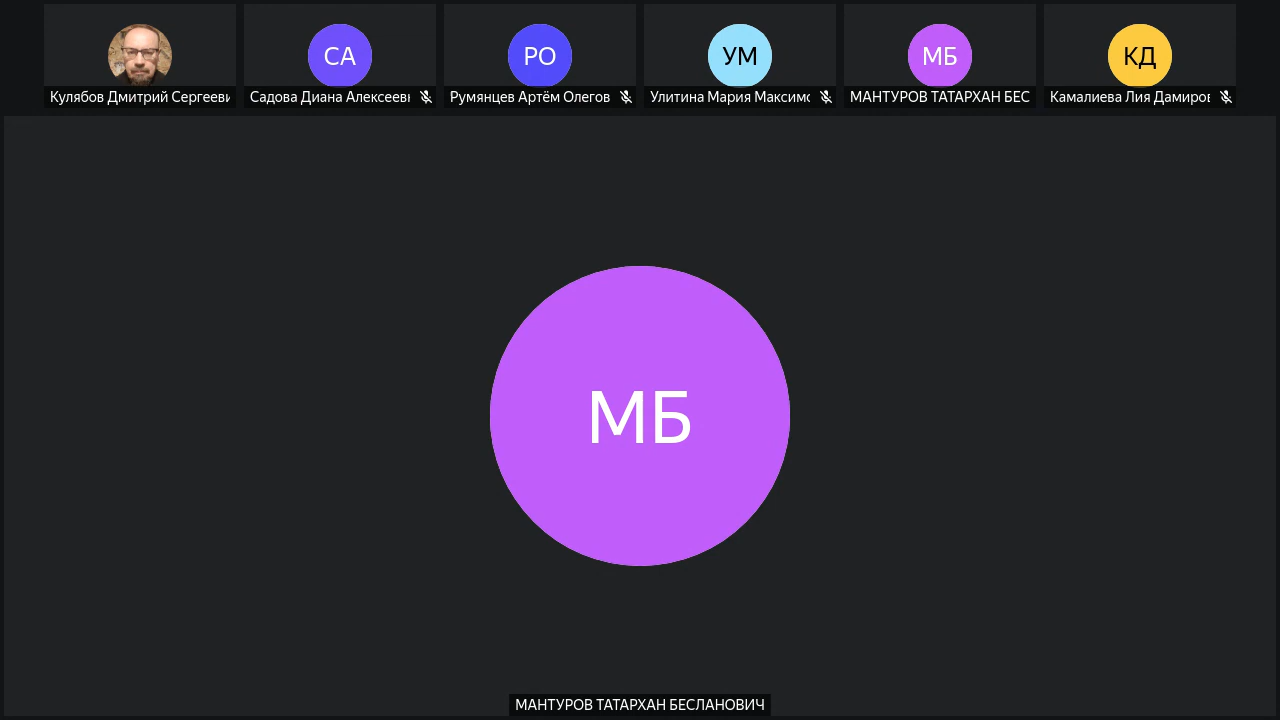 СА
РО
УМ
МБ
КД
Кулябов Дмитрий Сергееви
Садова Диана Алексеевн
Румянцев Артём Олегов
Улитина Мария Максимо
МАНТУРОВ ТАТАРХАН БЕС
Камалиева Лия Дамиров
МБ
МАНТУРОВ ТАТАРХАН БЕСЛАНОВИЧ